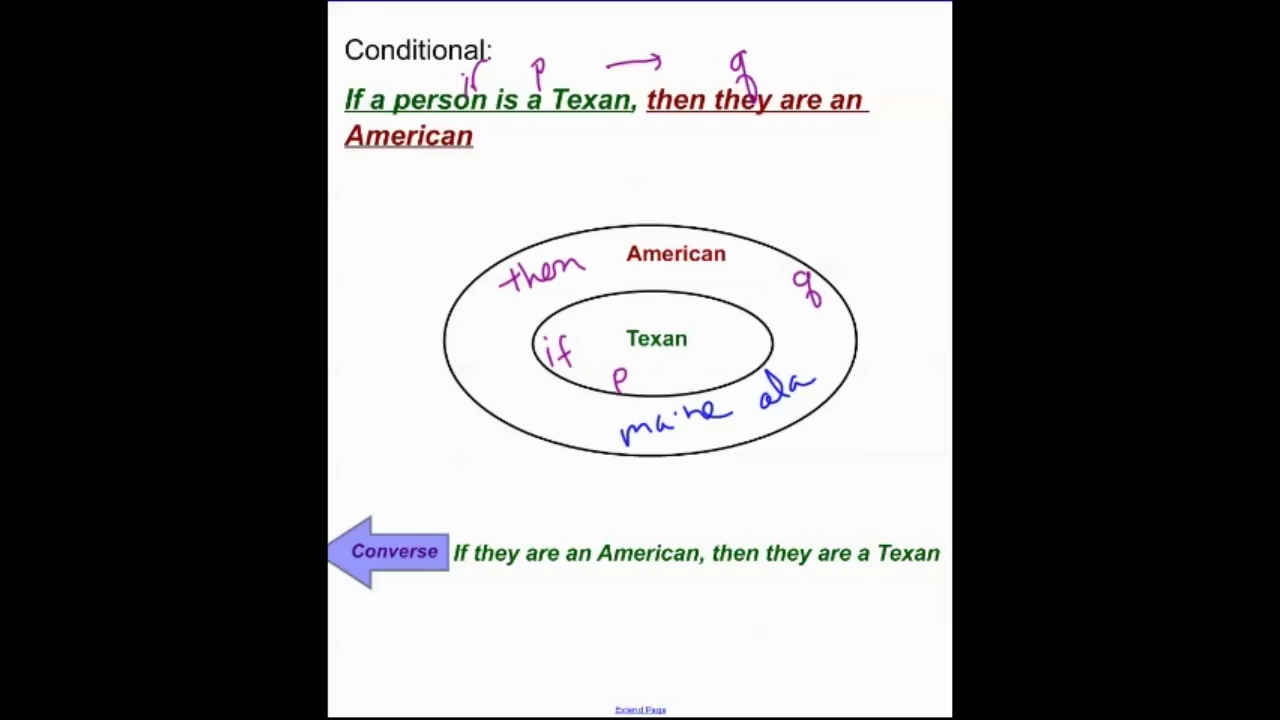 Conditional:
if p → q
If a person is a Texan, then they are an
American
American
then
q
Texan
if
p
maine ala
Converse
If they are an American, then they are a Texan
Extend Page